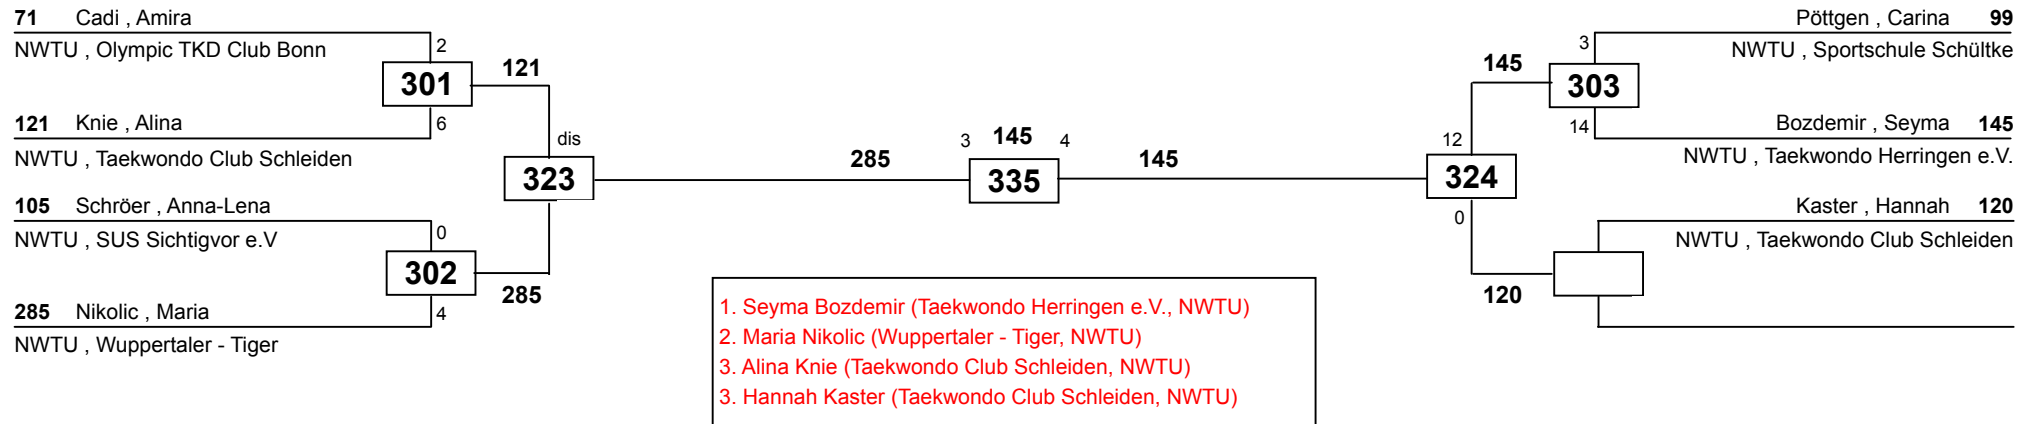 71 Cadi , Amira
NWTU , Olympic TKD Club Bonn
2
301
121
121 Knie , Alina
6
NWTU , Taekwondo Club Schleiden
dis
323
285
105 Schröer , Anna-Lena
NWTU , SUS Sichtigvor e.V
0
302
285
285 Nikolic , Maria
4
NWTU , Wuppertaler - Tiger
3 145 4
335
145
Pöttgen , Carina 99
3
NWTU , Sportschule Schültke
145
303
Bozdemir , Seyma 145
14
NWTU , Taekwondo Herringen e.V.
12
324
0
Kaster , Hannah 120
NWTU , Taekwondo Club Schleiden
120
1. Seyma Bozdemir (Taekwondo Herringen e.V., NWTU)
2. Maria Nikolic (Wuppertaler - Tiger, NWTU)
3. Alina Knie (Taekwondo Club Schleiden, NWTU)
3. Hannah Kaster (Taekwondo Club Schleiden, NWTU)